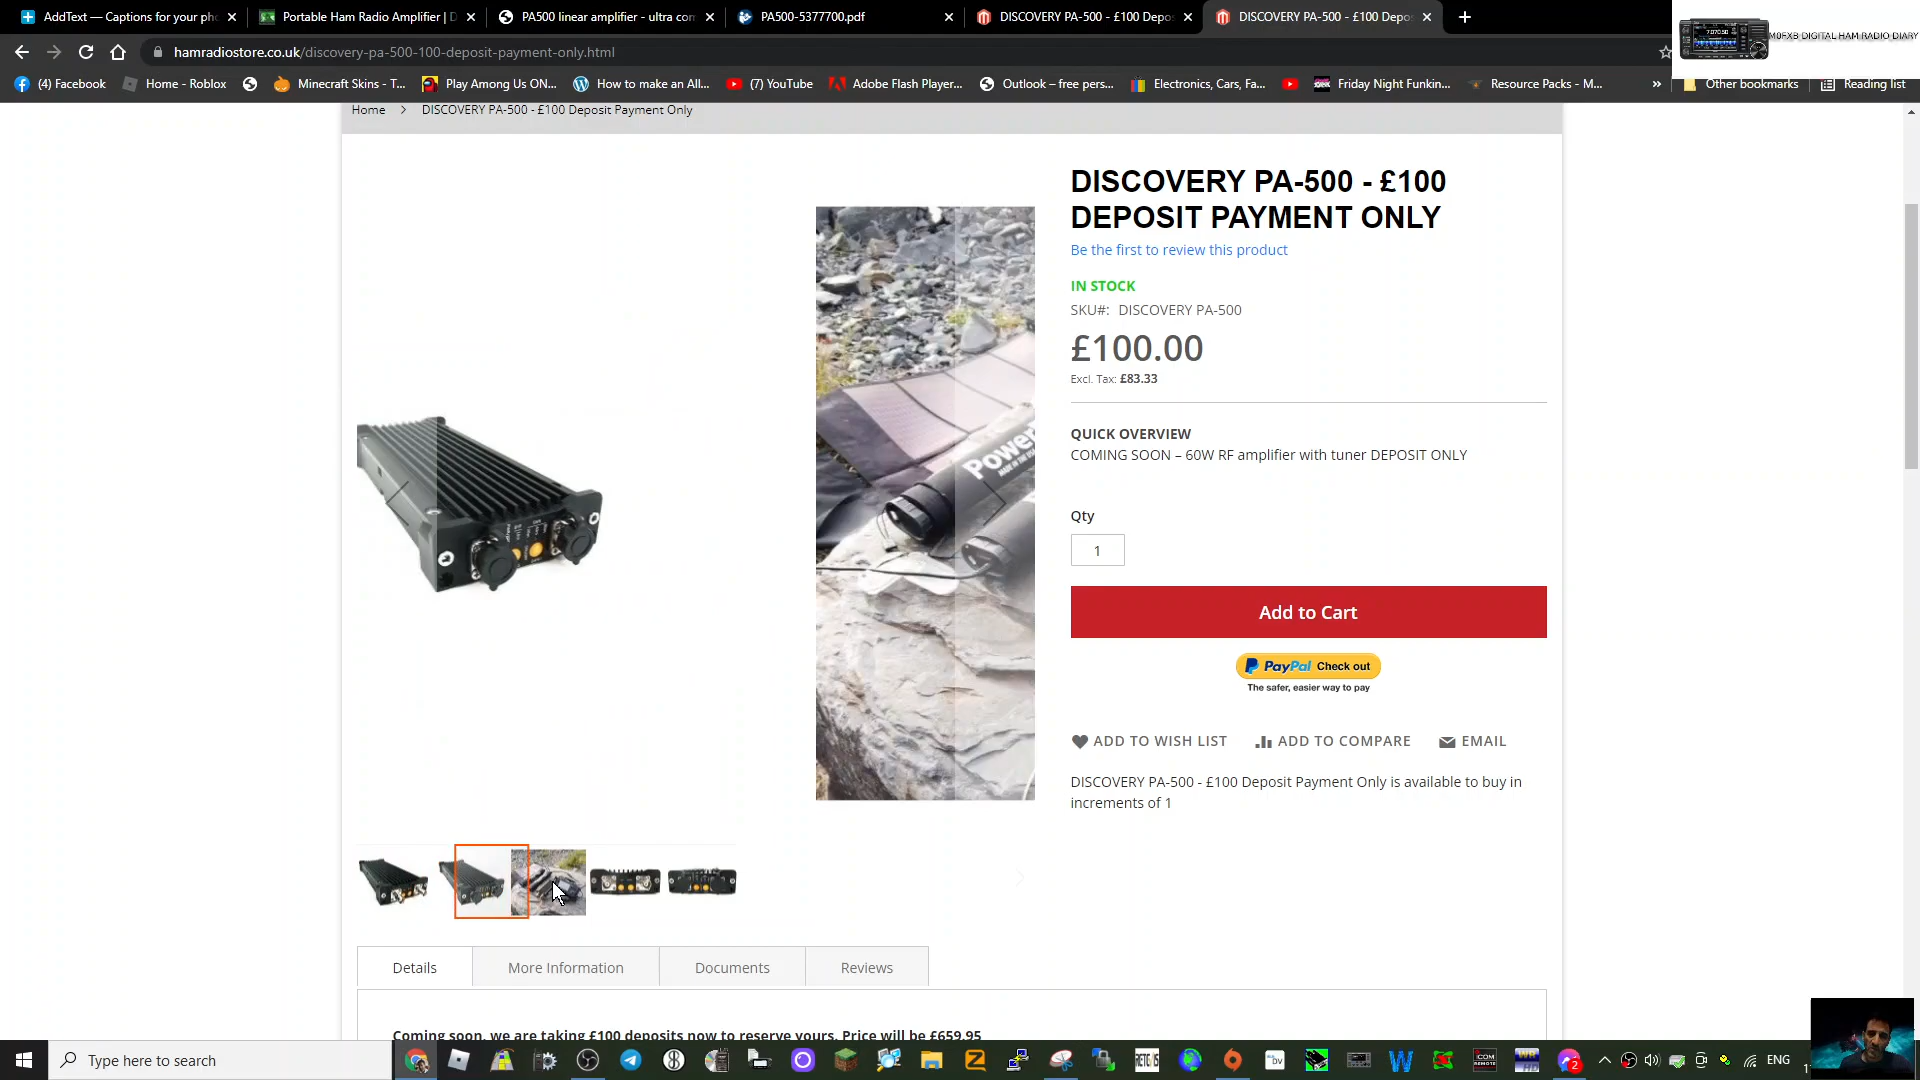 AddText — Captions for your pho
Portable Ham Radio Amplifier | D
PA500 linear amplifier - ultra com
PA500-5377700.pdf
DISCOVERY PA-500 - £100 Depos
DISCOVERY PA-500 - £100 Depos
M0FXB DIGITAL HAM RADIO DIARY
hamradiostore.co.uk/discovery-pa-500-100-deposit-payment-only.html
(4) Facebook
Home - Roblox
Minecraft Skins - T...
Play Among Us ON...
How to make an All...
(7) YouTube
Adobe Flash Player...
Outlook – free pers...
Electronics, Cars, Fa...
Friday Night Funkin...
Resource Packs - M...
»
Other bookmarks
Reading list
Home > DISCOVERY PA-500 - £100 Deposit Payment Only
DISCOVERY PA-500 - £100
DEPOSIT PAYMENT ONLY
Be the first to review this product
IN STOCK
SKU#: DISCOVERY PA-500
£100.00
Excl. Tax: £83.33
QUICK OVERVIEW
COMING SOON – 60W RF amplifier with tuner DEPOSIT ONLY
Qty
1
Add to Cart
PayPal Check out
The safer, easier way to pay
ADD TO WISH LIST
ADD TO COMPARE
EMAIL
DISCOVERY PA-500 - £100 Deposit Payment Only is available to buy in
increments of 1
Details
More Information
Documents
Reviews
Coming soon, we are taking £100 deposits now to reserve yours. Price will be £659.95
Type here to search
ENG